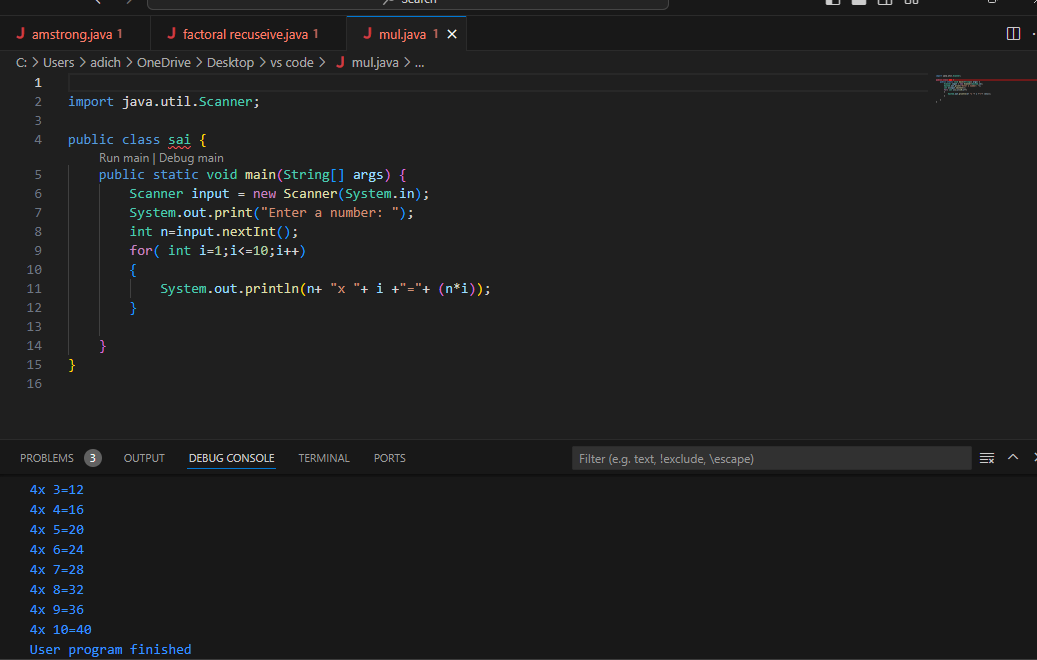 Search
amstrong.java 1
factoral recuseive.java 1
mul.java 1
C: > Users > adich > OneDrive > Desktop > vs code > mul.java > ...
1
2 import java.util.Scanner;
3
4 public class sai {
Run main | Debug main
5 public static void main(String[] args) {
6 Scanner input = new Scanner(System.in);
7 System.out.print("Enter a number: ");
8 int n=input.nextInt();
9 for( int i=1;i<=10;i++)
10 {
11 System.out.println(n+ "x "+ i +"="+ (n*i));
12 }
13
14 }
15 }
16
PROBLEMS 3 OUTPUT DEBUG CONSOLE TERMINAL PORTS Filter (e.g. text, !exclude, \escape)
4x 3=12
4x 4=16
4x 5=20
4x 6=24
4x 7=28
4x 8=32
4x 9=36
4x 10=40
User program finished